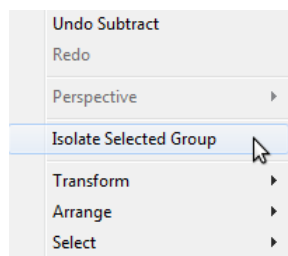 Undo Subtract
Redo
Perspective
Isolate Selected Group
Transform
Arrange
Select